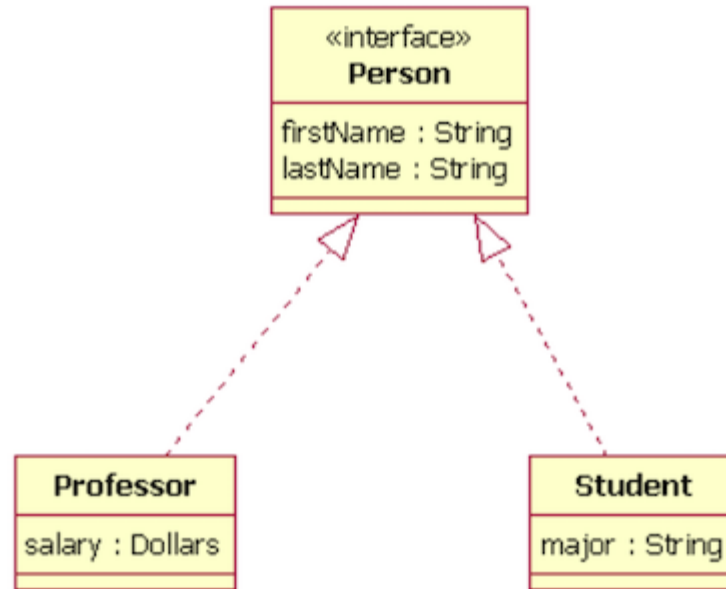 «interface»
Person
firstName : String
lastName : String
Professor
salary : Dollars
Student
major : String